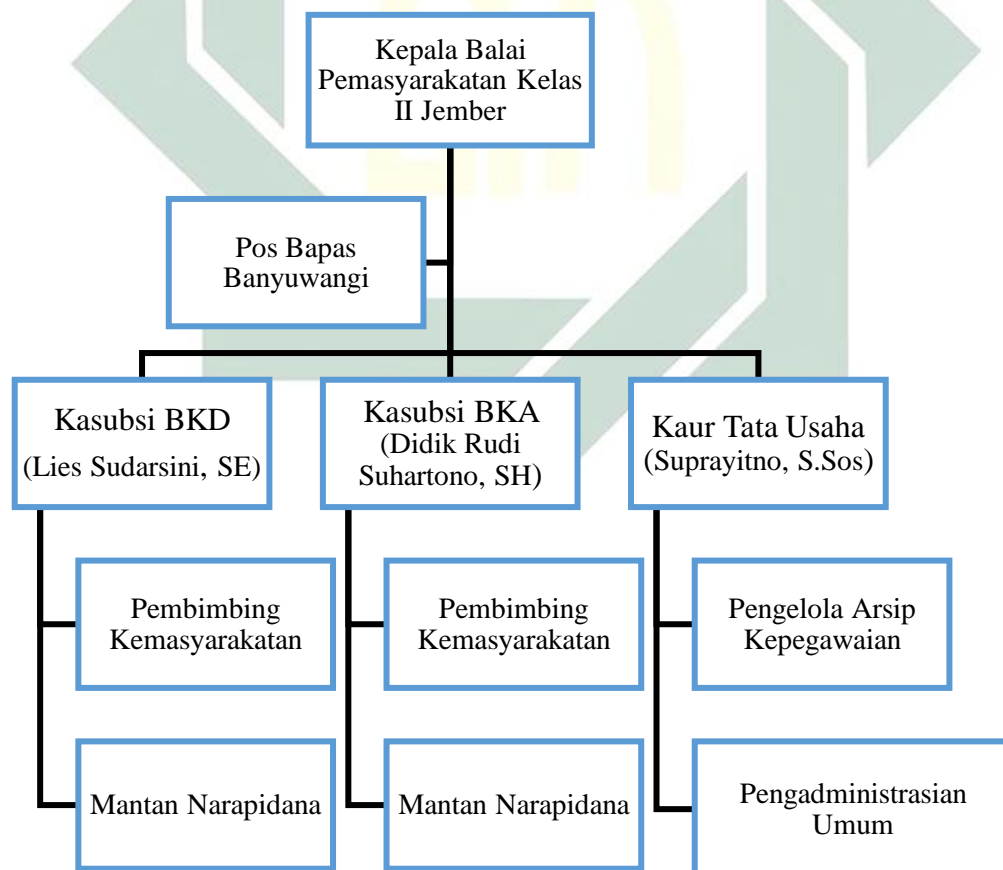 Kepala Balai
Pemasyarakatan Kelas
II Jember
Pos Bapas
Banyuwangi
Kasubsi BKD
(Lies Sudarsini, SE)
Kasubsi BKA
(Didik Rudi
Suhartono, SH)
Kaur Tata Usaha
(Suprayitno, S.Sos)
Pembimbing
Kemasyarakatan
Pembimbing
Kemasyarakatan
Pengelola Arsip
Kepegawaian
Mantan Narapidana
Mantan Narapidana
Pengadministrasian
Umum